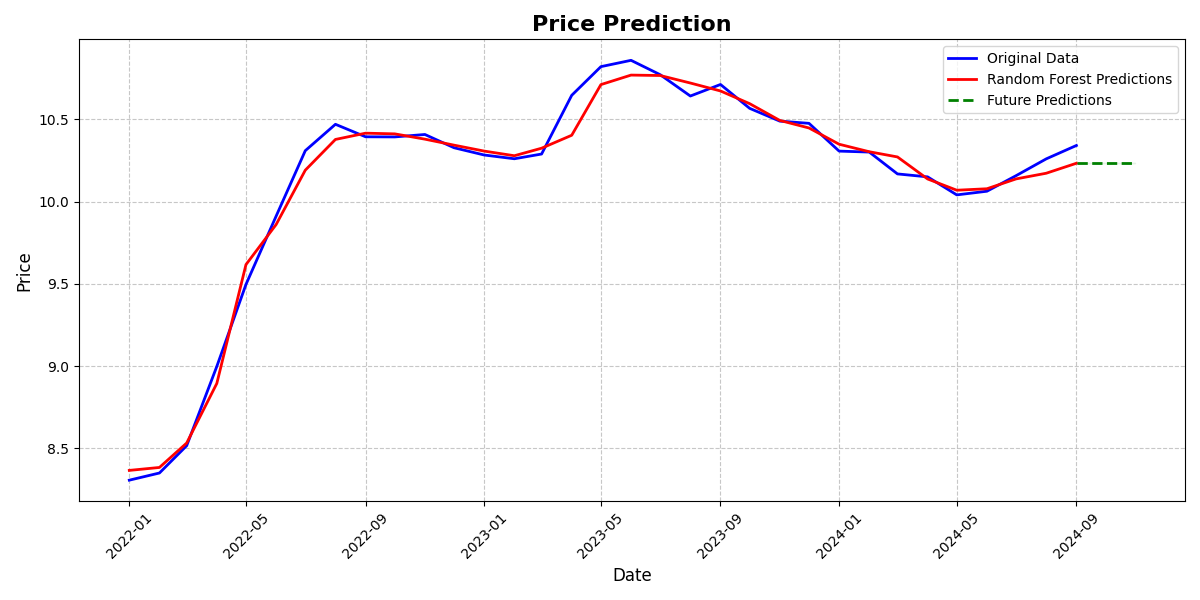 Price Prediction
Original Data
Random Forest Predictions
Future Predictions
Price
10.5
10.0
9.5
9.0
8.5
2022-01
2022-05
2022-09
2023-01
2023-05
2023-09
2024-01
2024-05
2024-09
Date